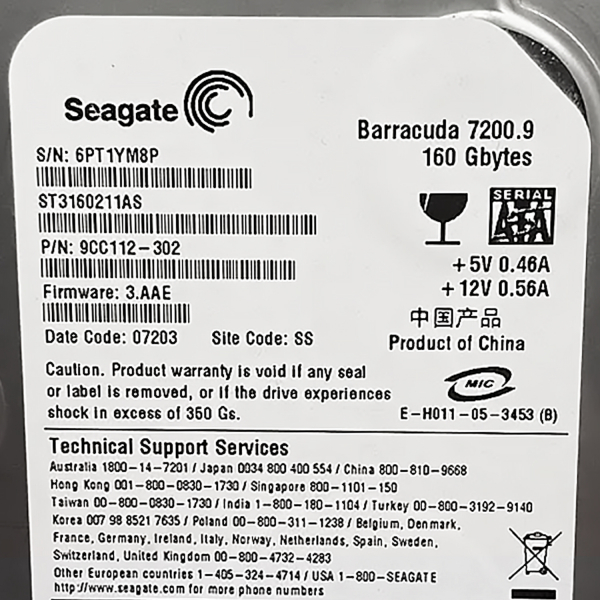 Seagate
Barracuda 7200.9
160 Gbytes
S/N: 6PT1YM8P
ST3160211AS
SERIAL
ATA
P/N: 9CC112-302
+5V 0.46A
+12V 0.56A
Firmware: 3.AAE
中国产品
Date Code: 07203 Site Code: SS
Product of China
Caution. Product warranty is void if any seal
or label is removed, or if the drive experiences
shock in excess of 350 Gs.
MIC
E-H011-05-3453 (B)
Technical Support Services
Australia 1800-14-7201 / Japan 0034 800 400 554 / China 800-810-9668
Hong Kong 001-800-0830-1730 / Singapore 800-1101-150
Taiwan 00-800-0830-1730 / India 1-800-180-1104 / Turkey 00-800-3192-9140
Korea 007 98 8521 7635 / Poland 00-800-311-1238 / Belgium, Denmark,
France, Germany, Ireland, Italy, Norway, Netherlands, Spain, Sweden,
Switzerland, United Kingdom 00-800-4732-4283
Other European countries 1-405-324-4714 / USA 1-800-SEAGATE
http://www.seagate.com for more phone numbers